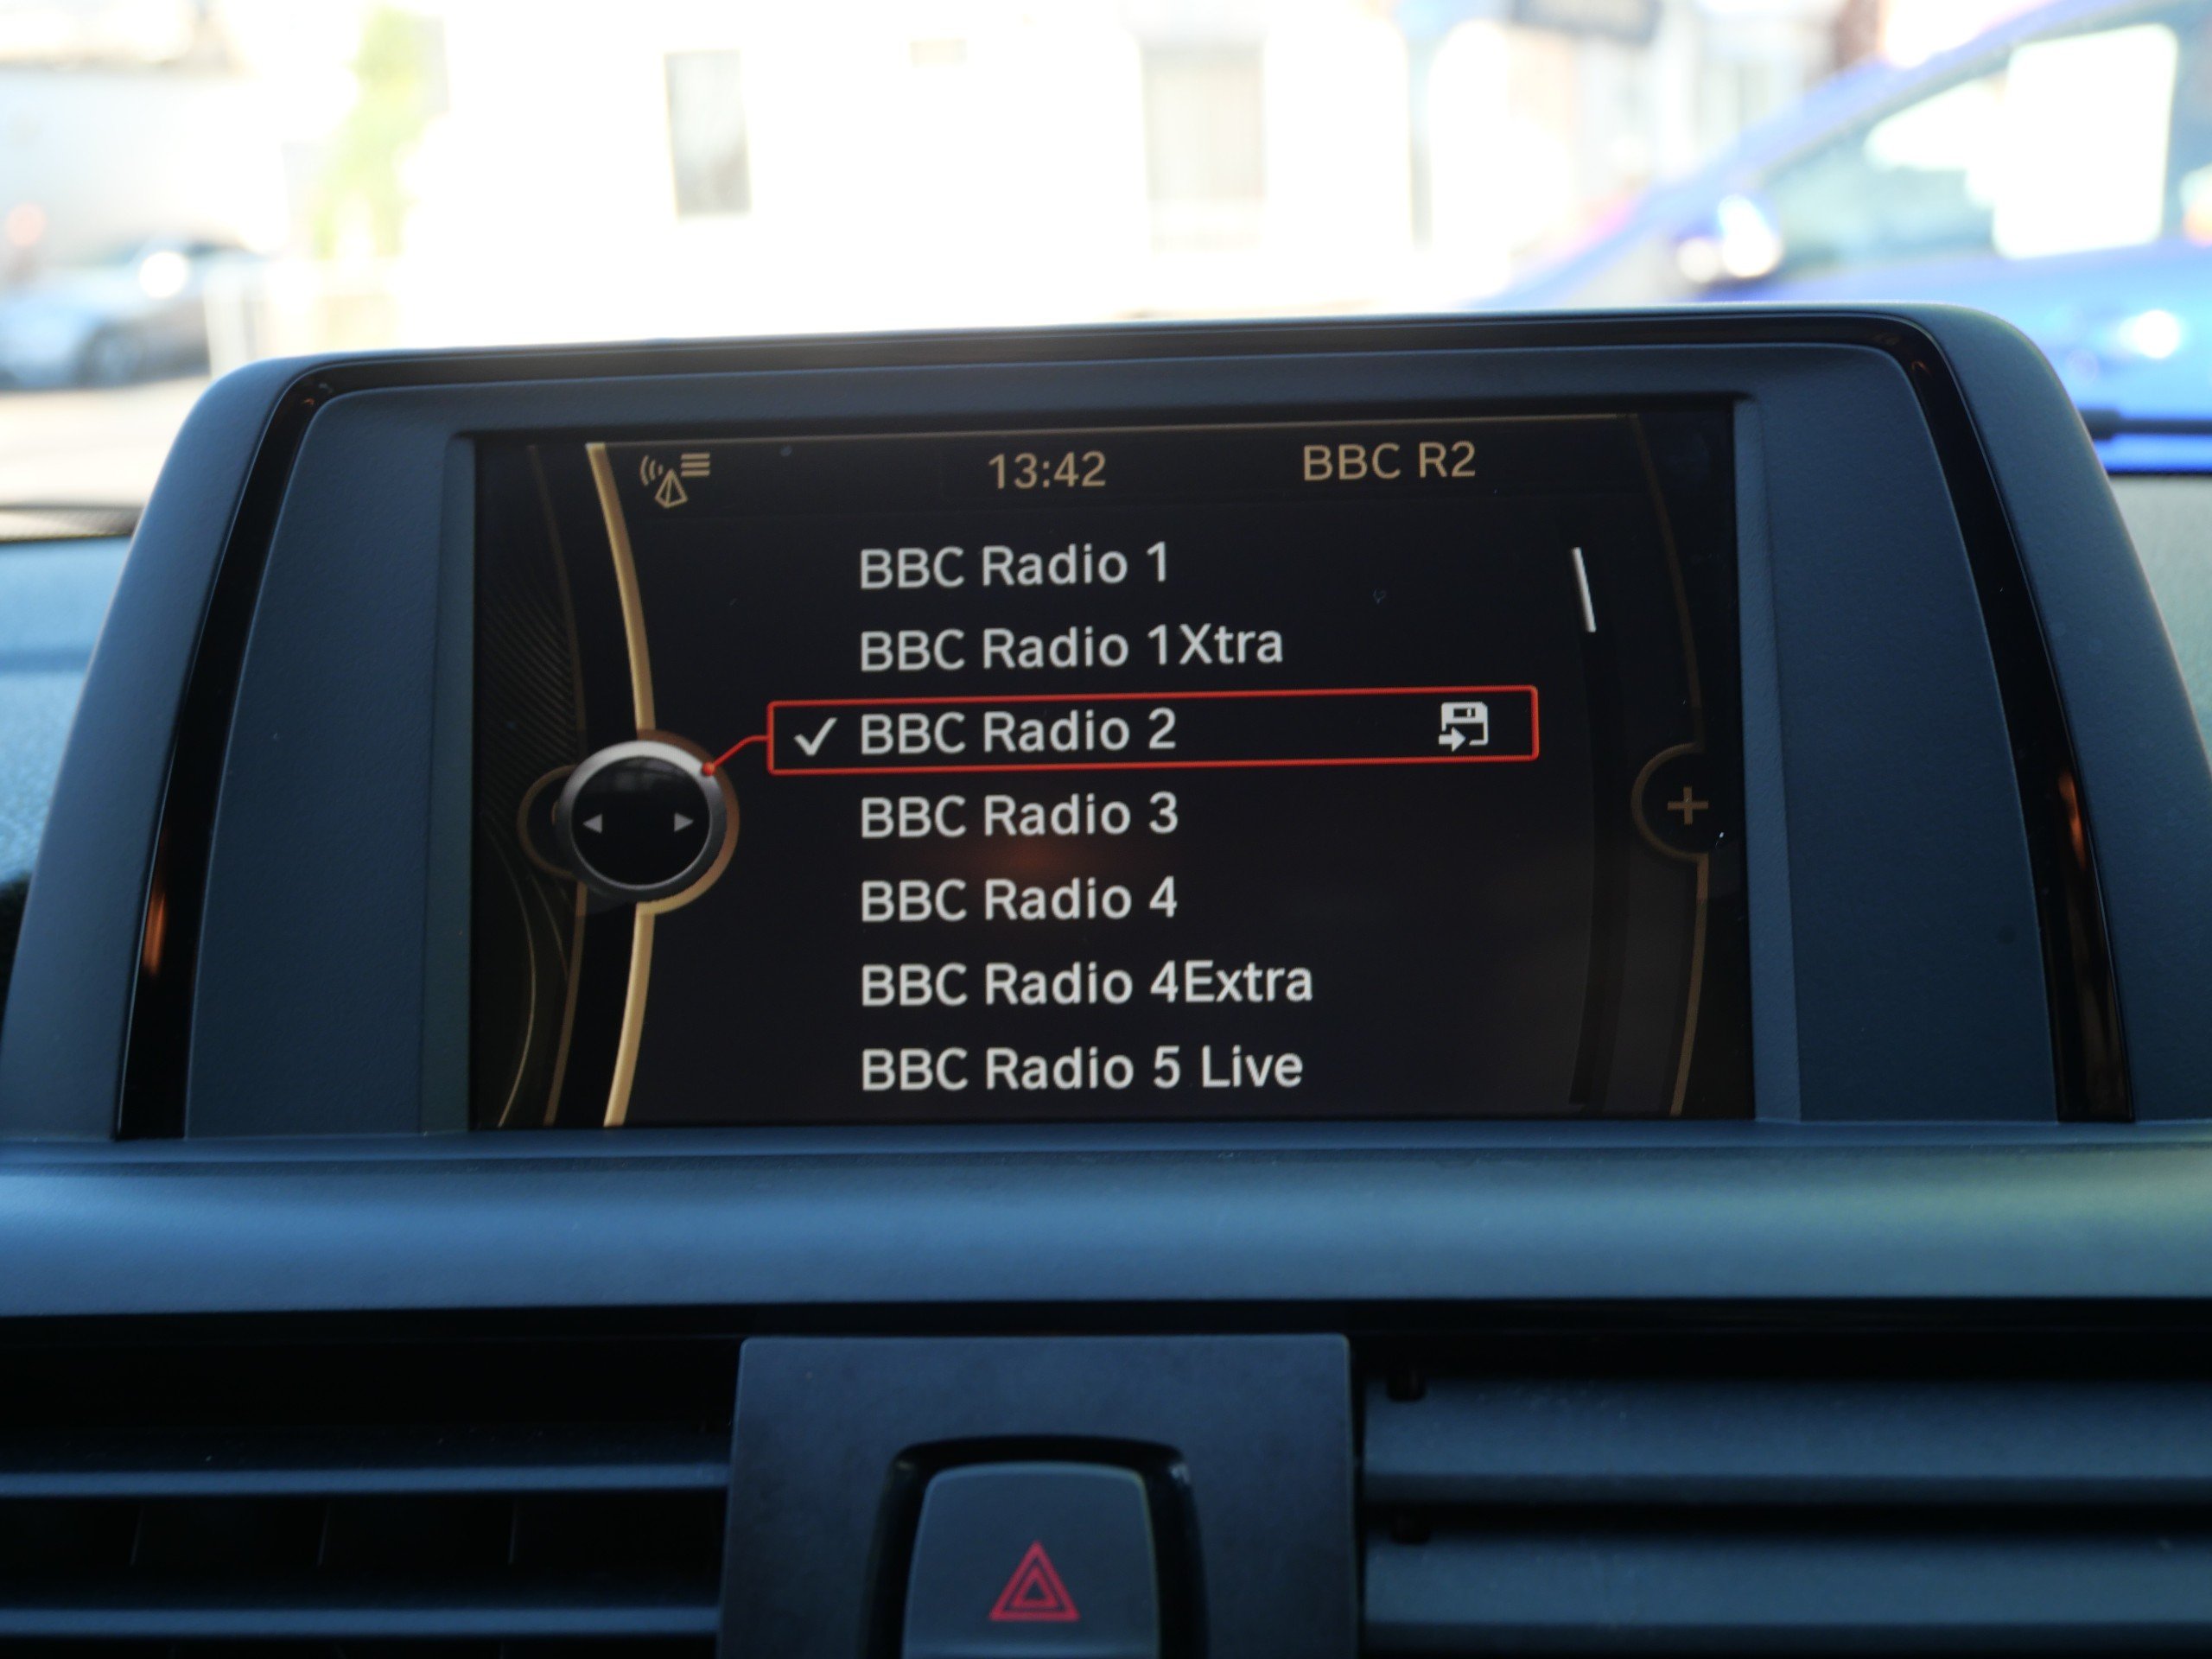 13:42 BBC R2
BBC Radio 1
BBC Radio 1Xtra
BBC Radio 2
BBC Radio 3
BBC Radio 4
BBC Radio 4Extra
BBC Radio 5 Live